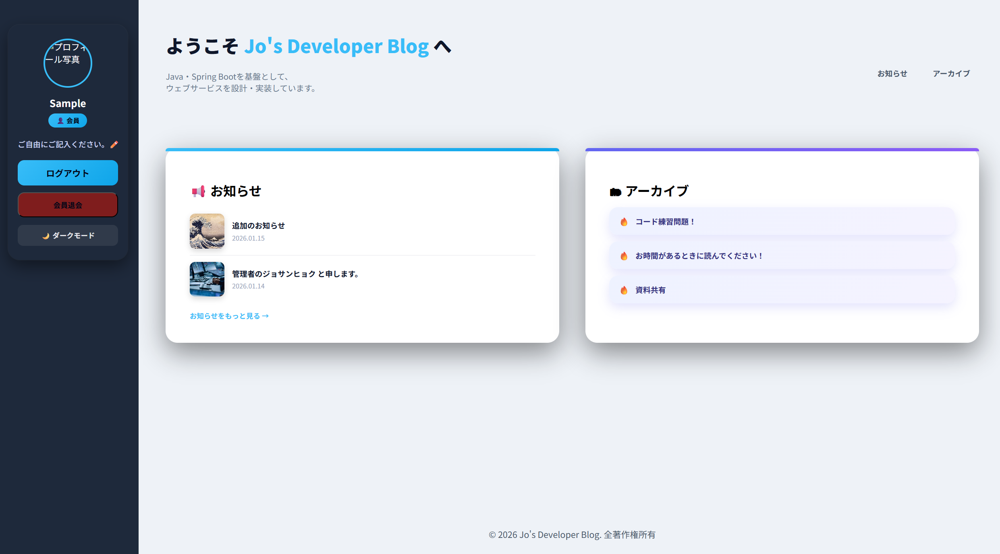 プロフィ
ール写真
Sample
👤 会員
ご自由にご記入ください。
ログアウト
会員退会
🌙 ダークモード
ようこそ Jo's Developer Blog へ
Java・Spring Bootを基盤として、
ウェブサービスを設計・実装しています。
お知らせ
アーカイブ
📢 お知らせ
追加のお知らせ
2026.01.15
管理者のジョサンヒョク と申します。
2026.01.14
お知らせをもっと見る →
アーカイブ
🔥 コード練習問題！
🔥 お時間があるときに読んでください！
🔥 資料共有
© 2026 Jo's Developer Blog. 全著作権所有